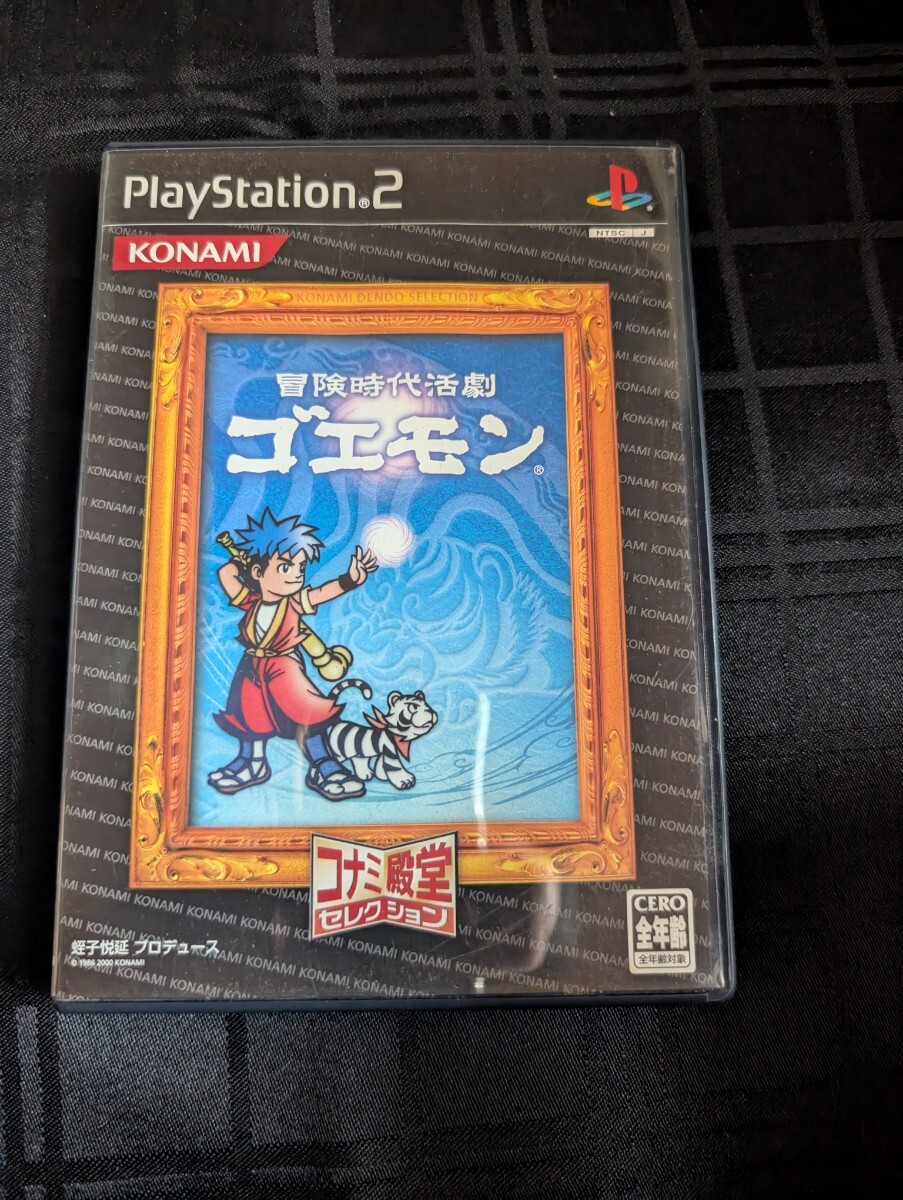 PlayStation®2
NTSC J
KONAMI
KONAMI DENDO SELECTION
冒険時代活劇
ゴエモン®
コナミ殿堂
セレクション
CERO
全年齢
全年齢対象
蛭子悦延 プロデュース
© 1986 2000 KONAMI